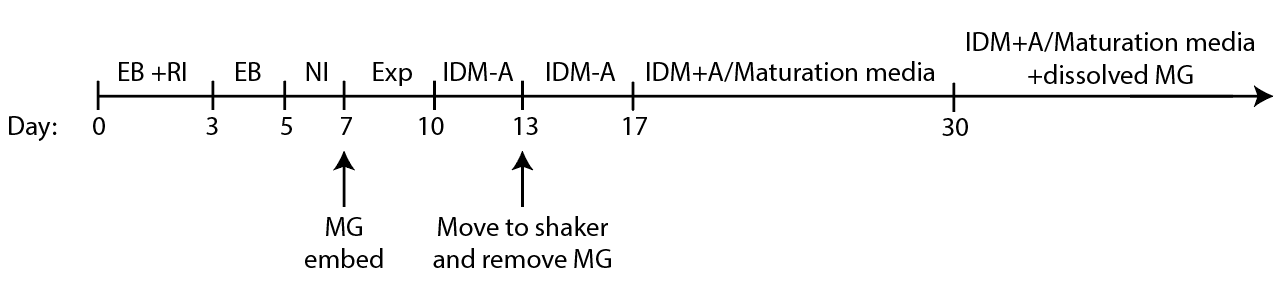 IDM+A/Maturation media
+dissolved MG
EB +RI EB NI Exp IDM-A IDM-A IDM+A/Maturation media
Day: 0 3 5 7 10 13 17 30
MG
embed
Move to shaker
and remove MG